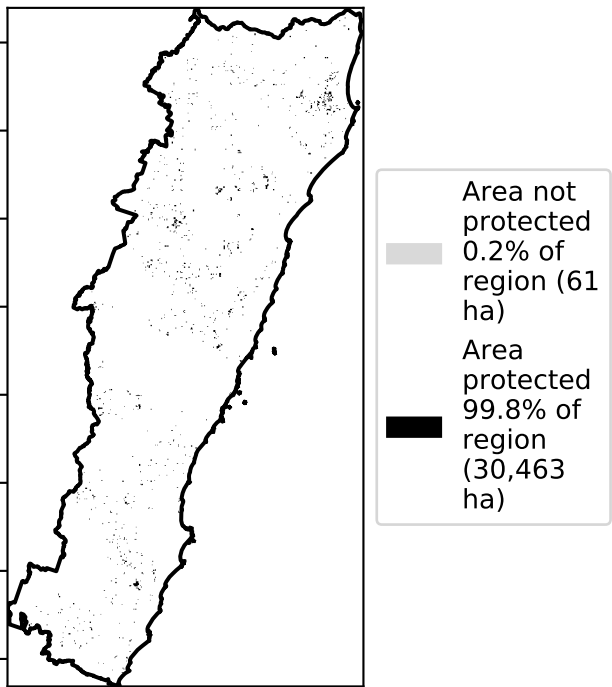 Area not
protected
0.2% of
region (61
ha)
Area
protected
99.8% of
region
(30,463
ha)